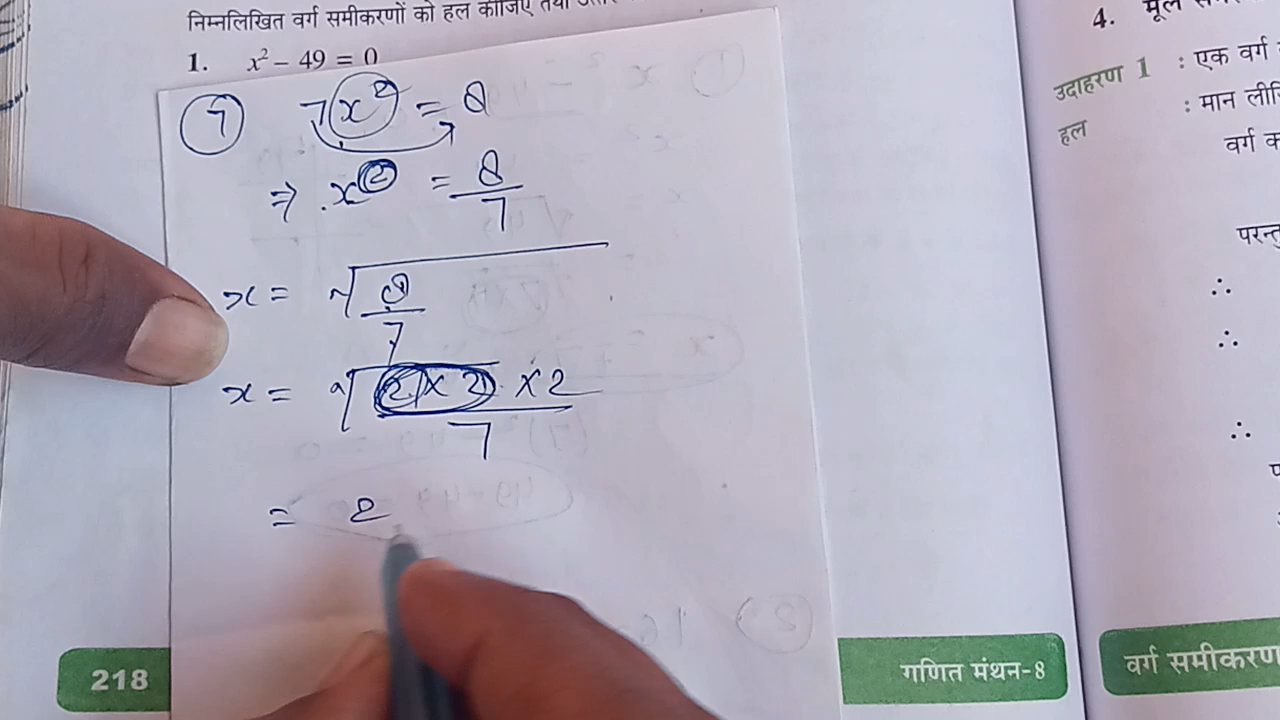 निम्नलिखित वर्ग समीकरणों को हल कीजिए तथा
1. x² – 49 = 0
7 7x² = 8
⇒ x² = 8/7
x = √(8/7)
x = √(2×2×2/7)
= 2
218
गणित मंथन-8
4. मूल
उदाहरण 1 : एक वर्ग
हल : मान
वर्ग
∴
∴
∴
वर्ग समीकरण